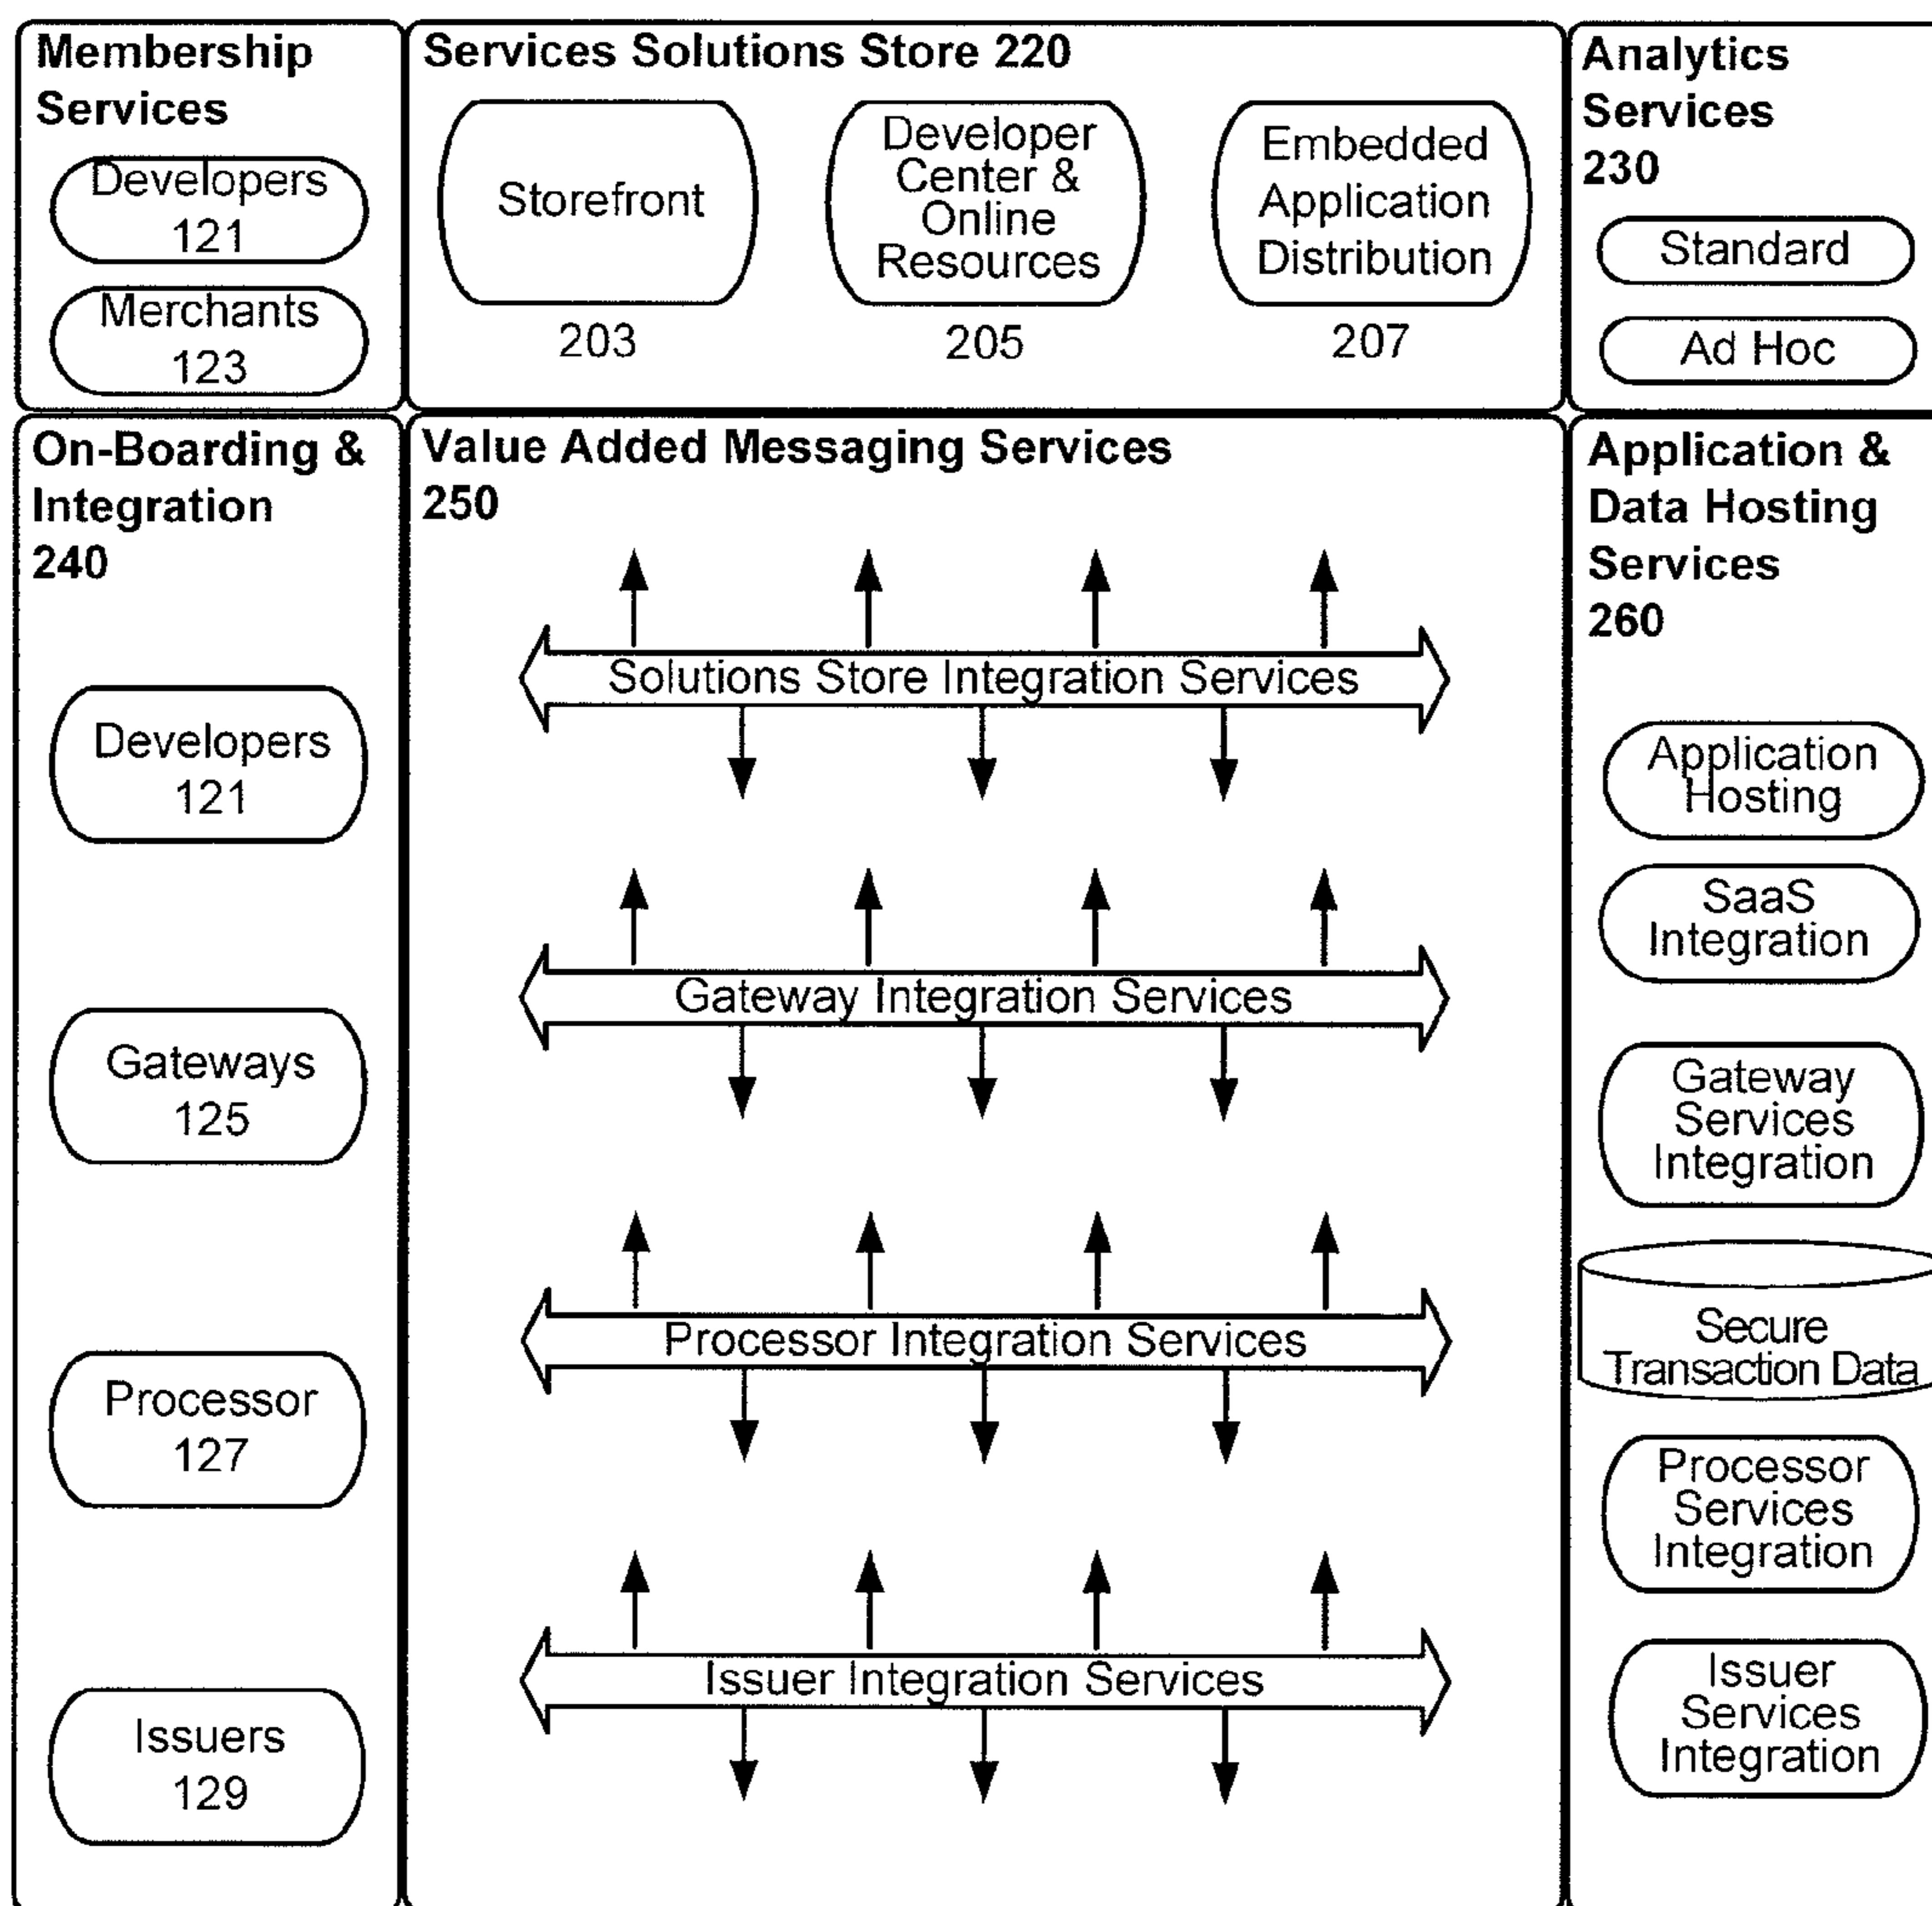 Membership
Services
Developers
121
Merchants
123
Services Solutions Store 220
Storefront
203
Developer
Center &
Online
Resources
205
Embedded
Application
Distribution
207
Analytics
Services
230
Standard
Ad Hoc
On-Boarding &
Integration
240
Developers
121
Gateways
125
Processor
127
Issuers
129
Value Added Messaging Services
250
Solutions Store Integration Services
Gateway Integration Services
Processor Integration Services
Issuer Integration Services
Application &
Data Hosting
Services
260
Application
Hosting
SaaS
Integration
Gateway
Services
Integration
Secure
Transaction Data
Processor
Services
Integration
Issuer
Services
Integration